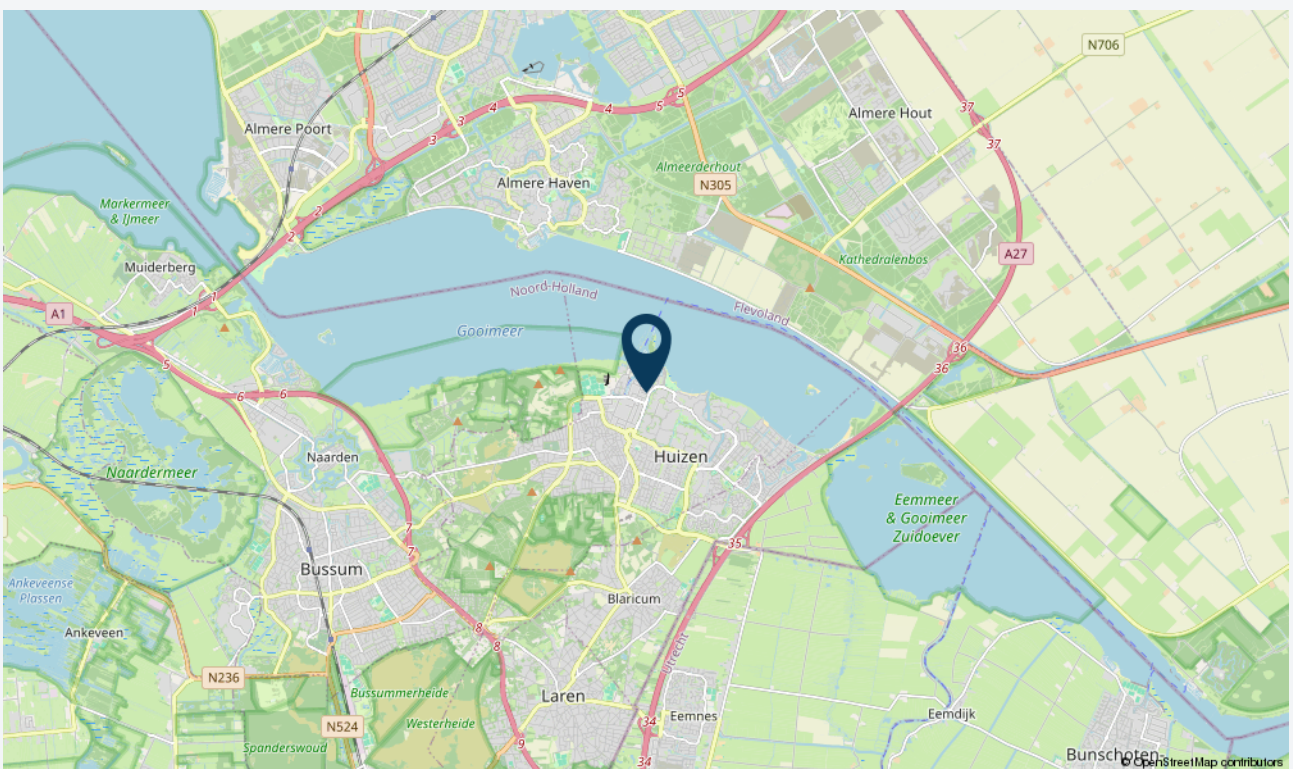 N706
37
5
5
4
4
3
3
Almere Hout
Almere Poort
37
Almeerderhout
Almere Haven
N305
Markermeer
& IJmeer
2
2
A27
Kathedralenbos
Muiderberg
Noord-Holland
Flevoland
1
1
A1
Gooimeer
5
36
36
6
6
Naarden
Huizen
Naardermeer
Eemmeer
& Gooimeer
Zuidoever
7
7
35
Bussum
Ankeveense
Plassen
Blaricum
Ankeveen
8
8
Utrecht
N236
Bussummerheide
Laren
Westerheide
N524
Eemnes
34
Eemdijk
Spanderswoud
9
34
Bunschoten-
© OpenStreetMap contributors